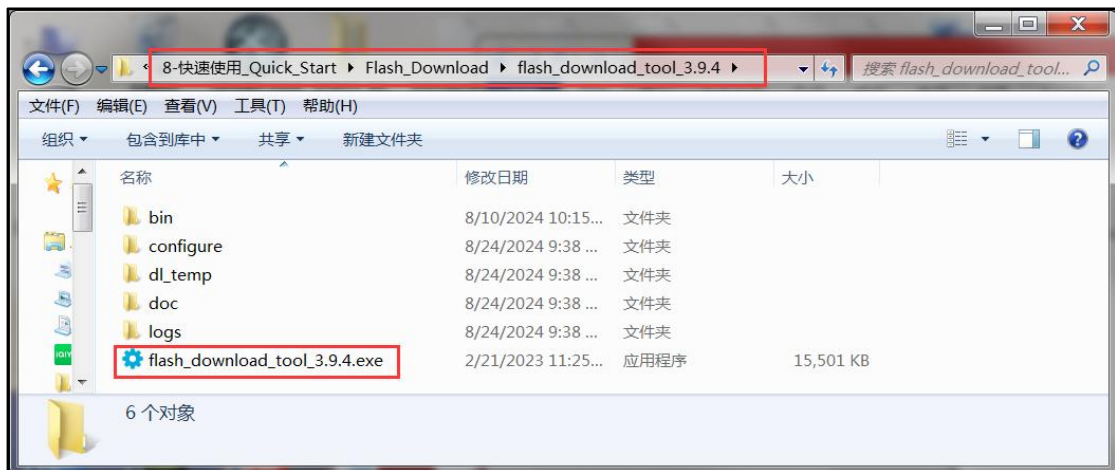 8-快速使用_Quick_Start ▸ Flash_Download ▸ flash_download_tool_3.9.4 ▸
搜索 flash_download_tool...
文件(F) 编辑(E) 查看(V) 工具(T) 帮助(H)
组织 包含到库中 共享 新建文件夹
名称 修改日期 类型 大小
bin 8/10/2024 10:15... 文件夹
configure 8/24/2024 9:38 ... 文件夹
dl_temp 8/24/2024 9:38 ... 文件夹
doc 8/24/2024 9:38 ... 文件夹
logs 8/24/2024 9:38 ... 文件夹
flash_download_tool_3.9.4.exe 2/21/2023 11:25... 应用程序 15,501 KB
6 个对象